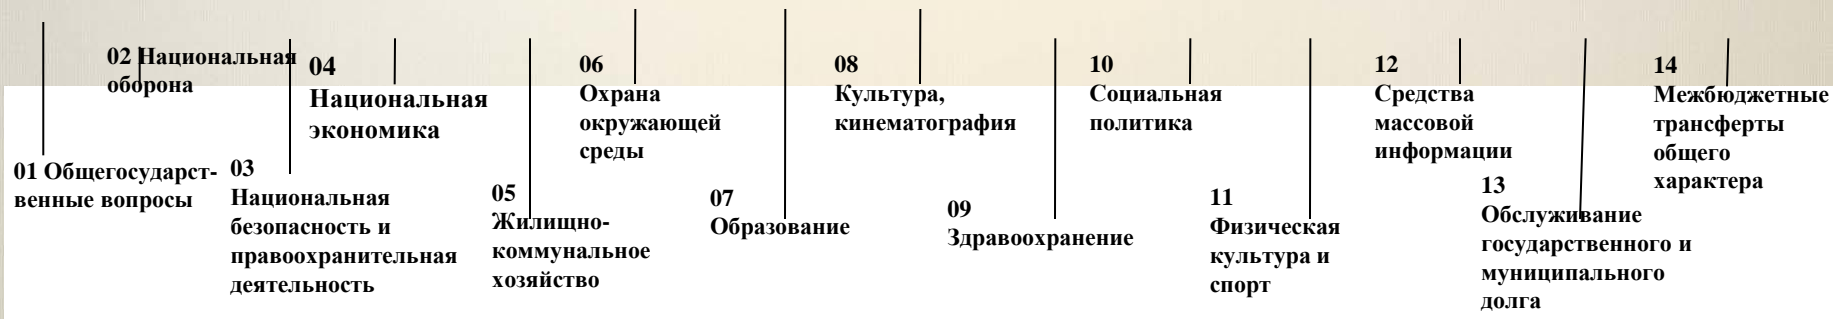 01 Общегосударст-
венные вопросы
02 Национальная
оборона
03
Национальная
безопасность и
правоохранительная
деятельность
04
Национальная
экономика
05
Жилищно-
коммунальное
хозяйство
06
Охрана
окружающей
среды
07
Образование
08
Культура,
кинематография
09
Здравоохранение
10
Социальная
политика
11
Физическая
культура и
спорт
12
Средства
массовой
информации
13
Обслуживание
государственного и
муниципального
долга
14
Межбюджетные
трансферты
общего
характера